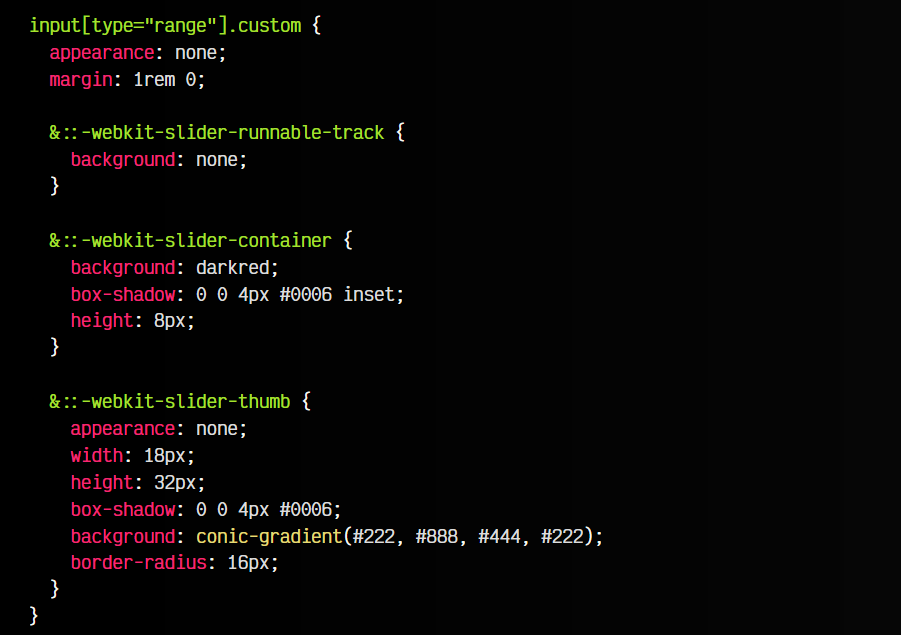 input[type="range"].custom {
  appearance: none;
  margin: 1rem 0;

  &::-webkit-slider-runnable-track {
    background: none;
  }

  &::-webkit-slider-container {
    background: darkred;
    box-shadow: 0 0 4px #0006 inset;
    height: 8px;
  }

  &::-webkit-slider-thumb {
    appearance: none;
    width: 18px;
    height: 32px;
    box-shadow: 0 0 4px #0006;
    background: conic-gradient(#222, #888, #444, #222);
    border-radius: 16px;
  }
}